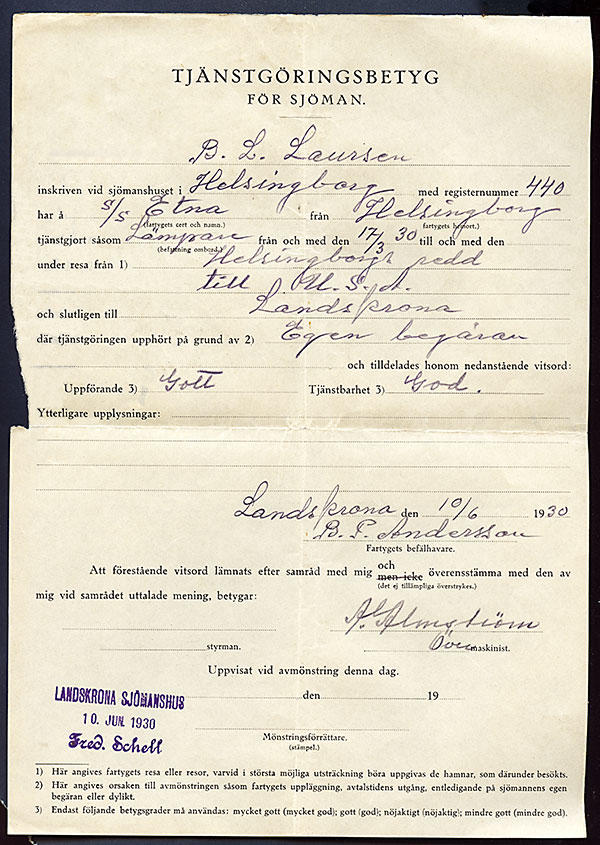 TJÄNSTGÖRINGSBETYG
FÖR SJÖMAN.
B. L. Laursen
inskriven vid sjömanshuset i Helsingborg med registernummer 440
har å S/S Etna från Helsingborg
(fartygets cert och namn.) (fartygets hemort.)
tjänstgjort såsom Lämpare från och med den 17/3 30 till och med den
(befattning ombord.)
under resa från 1) Helsingborgs redd
till U. S. A.
och slutligen till Landskrona
där tjänstgöringen upphört på grund av 2) Egen begäran
och tilldelades honom nedanstående vitsord:
Uppförande 3) Gott Tjänstbarhet 3) God.
Ytterligare upplysningar:
Landskrona den 10/6 1930
B. P. Andersson
Fartygets befälhavare.
Att förestående vitsord lämnats efter samråd med mig och
men icke överensstämma med den av
(det ej tillämpliga överstrykes.)
mig vid samrådet uttalade mening, betygar:
A. Almström
styrman. Över maskinist.
Uppvisat vid avmönstring denna dag.
LANDSKRONA SJÖMANSHUS
den 19
10. JUN. 1930
Fred. Schell
Mönstringsförrättare.
(stämpel.)
1) Här angives fartygets resa eller resor, varvid i största möjliga utsträckning böra uppgivas de hamnar, som därunder besökts.
2) Här angives orsaken till avmönstringen såsom fartygets uppläggning, avtalstidens utgång, entledigande på sjömannens egen
begäran eller dylikt.
3) Endast följande betygsgrader må användas: mycket gott (mycket god); gott (god); nöjaktigt (nöjaktig); mindre gott (mindre god).